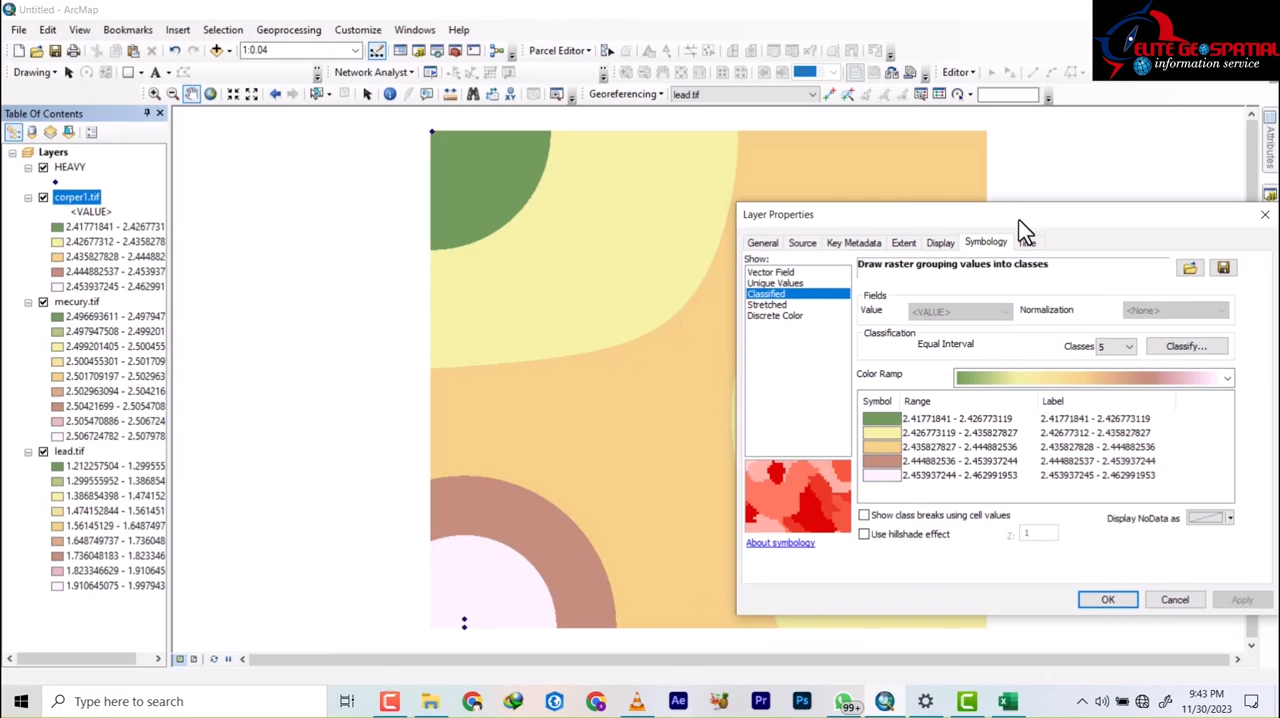 Untitled - ArcMap
File Edit View Bookmarks Insert Selection Geoprocessing Customize Windows Help
1:0.04
Parcel Editor
Drawing
Network Analyst
Editor
Georeferencing
lead.tif
ELITE GEOSPATIAL
information service
Table Of Contents
Layers
HEAVY
corper1.tif
<VALUE>
2.41771841 - 2.4267731
2.42677312 - 2.4358278
2.435827828 - 2.444882
2.444882537 - 2.453937
2.453937245 - 2.462991
mecury.tif
2.496693611 - 2.497947
2.497947508 - 2.499201
2.499201405 - 2.500455
2.500455301 - 2.501709
2.501709197 - 2.502963
2.502963094 - 2.504216
2.50421699 - 2.5054708
2.505470886 - 2.506724
2.506724782 - 2.507978
lead.tif
1.212257504 - 1.299555
1.299555952 - 1.386854
1.386854398 - 1.474152
1.474152844 - 1.561451
1.56145129 - 1.6487497
1.648749737 - 1.736048
1.736048183 - 1.823346
1.823346629 - 1.910645
1.910645075 - 1.997943
Attributes
Layer Properties
General Source Key Metadata Extent Display Symbology
Show:
Vector Field
Unique Values
Classified
Stretched
Discrete Color
About symbology
Draw raster grouping values into classes
Fields
Value <VALUE> Normalization <None>
Classification
Equal Interval Classes 5 Classify...
Color Ramp
Symbol Range Label
2.41771841 - 2.426773119 2.41771841 - 2.426773119
2.426773119 - 2.435827827 2.42677312 - 2.435827827
2.435827827 - 2.444882536 2.435827828 - 2.444882536
2.444882536 - 2.453937244 2.444882537 - 2.453937244
2.453937244 - 2.462991953 2.453937245 - 2.462991953
Show class breaks using cell values
Display NoData as
Use hillshade effect Z: 1
OK Cancel Apply
Type here to search
Ae Pr Ps 99+
9:43 PM
11/30/2023